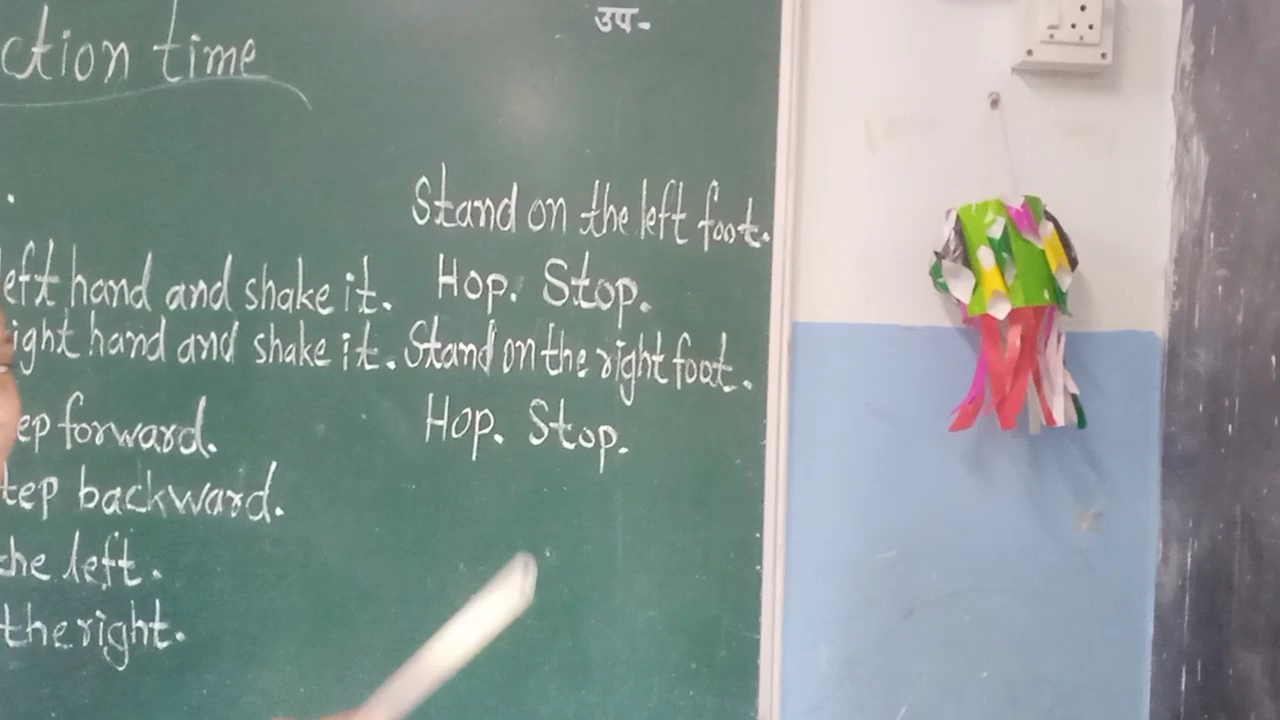 ction time
उप-
eft hand and shake it.
ight hand and shake it.
ep forward.
tep backward.
he left.
the right.
Stand on the left foot.
Hop. Stop.
Stand on the right foot.
Hop. Stop.